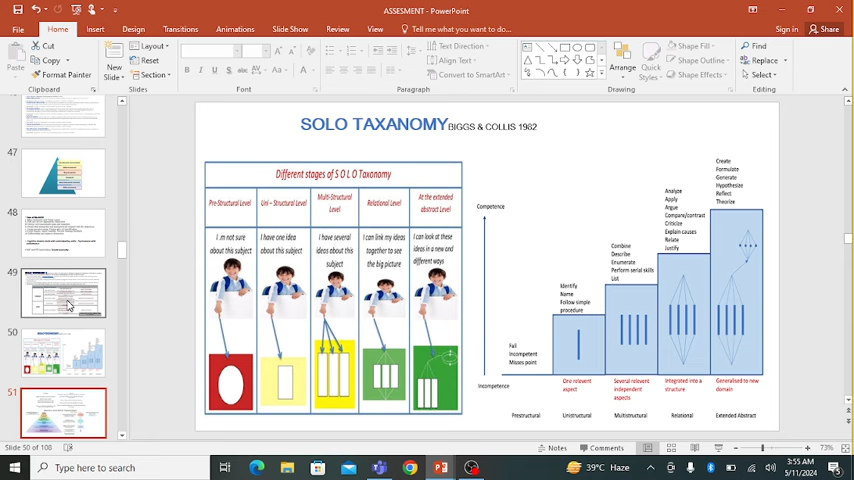 ASSESMENT - PowerPoint
File Home Insert Design Transitions Animations Slide Show Review View Tell me what you want to do... Sign in Share
Paste
Cut
Copy
Format Painter
Clipboard
New Slide
Layout
Reset
Section
Slides
B I U S abc AV Aa A
Font
Text Direction
Align Text
Convert to SmartArt
Paragraph
Arrange
Quick Styles
Shape Fill
Shape Outline
Shape Effects
Drawing
Find
Replace
Select
Editing
47
48
49
50
51
SOLO TAXANOMY BIGGS & COLLIS 1982
Different stages of S O L O Taxonomy
Pre-Structural Level
Uni – Structural Level
Multi-Structural Level
Relational Level
At the extended abstract Level
I .m not sure about this subject
I have one idea about this subject
I have several ideas about this subject
I can link my ideas together to see the big picture
I can look at these ideas in a new and different ways
Competence
Incompetence
Fail
Incompetent
Misses point
Identify
Name
Follow simple
procedure
Combine
Describe
Enumerate
Perform serial skills
List
Analyze
Apply
Argue
Compare/contrast
Criticize
Explain causes
Relate
Justify
Create
Formulate
Generate
Hypothesize
Reflect
Theorize
One relevent
aspect
Several relevent
independent
aspects
Integrated into a
structure
Generalised to new
domain
Prestructural
Unistructural
Multistructural
Relational
Extended Abstract
Slide 50 of 108
Notes
Comments
73%
Type here to search
39°C Haze
3:55 AM
5/11/2024